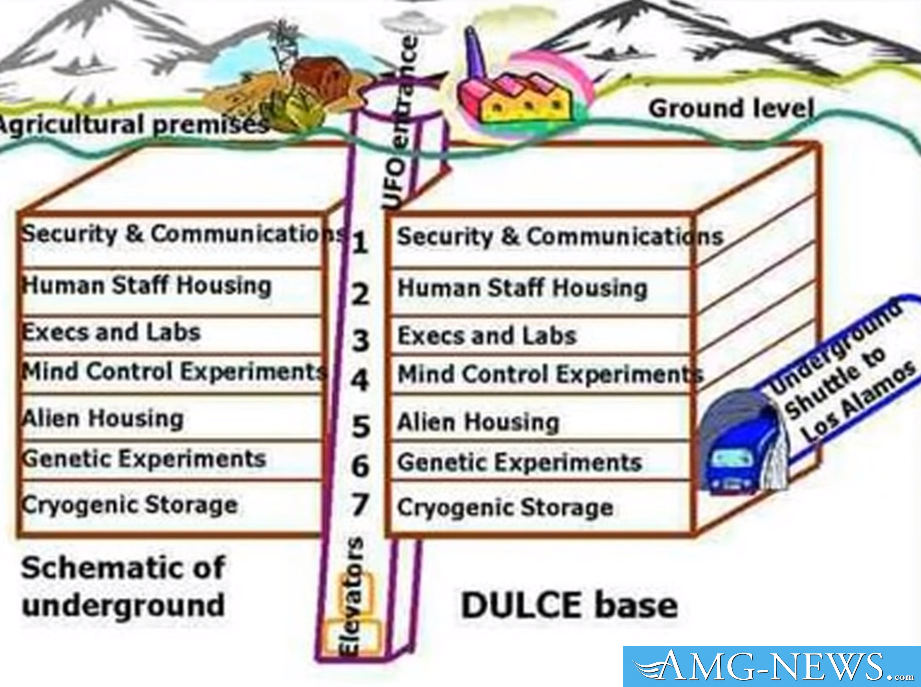 UFO entrance
Agricultural premises
Ground level
Security & Communications
1
Security & Communications
Human Staff Housing
2
Human Staff Housing
Execs and Labs
3
Execs and Labs
Mind Control Experiments
4
Mind Control Experiments
Alien Housing
5
Alien Housing
Genetic Experiments
6
Genetic Experiments
Cryogenic Storage
7
Cryogenic Storage
Underground
Shuttle to
Los Alamos
Elevators
Schematic of
underground
DULCE base
AMG-NEWS.com